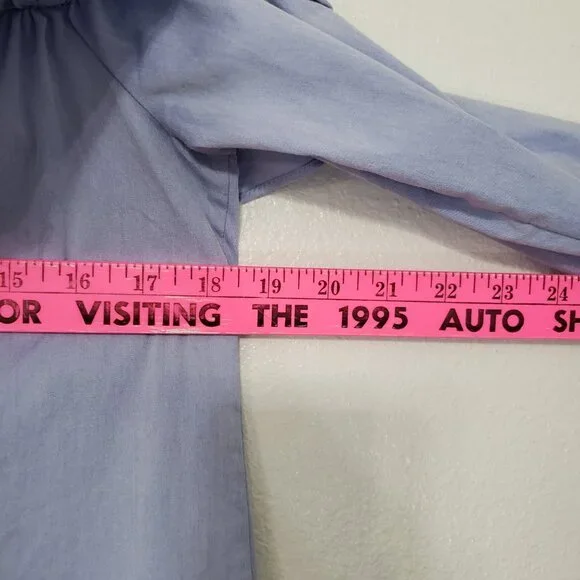 15 16 17 18 19 20 21 22 23 24
OR VISITING THE 1995 AUTO SH